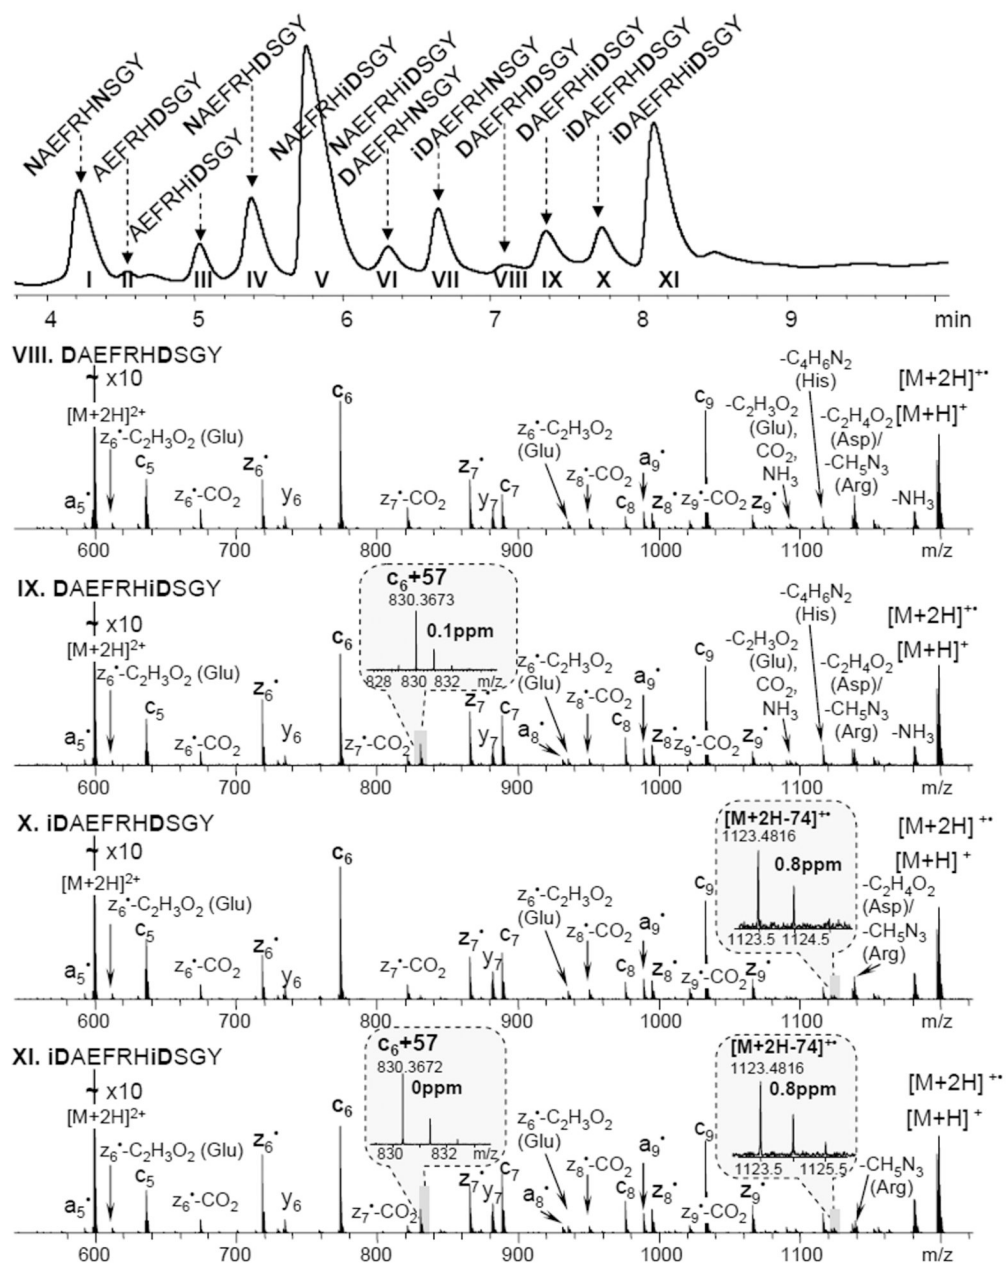 NAEFRHNSGY
AEFRHDSGY
AEFRHiDSGY
NAEFRHDSGY
NAEFRHiDSGY
NAEFRHiDSGY
DAEFRHNSGY
iDAEFRHNSGY
DAEFRHDSGY
DAEFRHiDSGY
iDAEFRHDSGY
iDAEFRHiDSGY
I II III IV V VI VII VIII IX X XI
4 5 6 7 8 9 min
VIII. DAEFRHDSGY
~ x10
[M+2H]2+
z6•-C2H3O2 (Glu)
a5•
c5
z6•-CO2
z6•
y6
c6
z7•-CO2
z7•
y7
c7
z6•-C2H3O2
(Glu)
z8•-CO2
c8
a9•
z8•
z9•-CO2
c9
z9•
-C2H3O2
(Glu),
CO2,
NH3
-C4H6N2
(His)
-C2H4O2
(Asp)/
-CH5N3
(Arg)
-NH3
[M+2H]+•
[M+H]+
600 700 800 900 1000 1100 m/z
IX. DAEFRHiDSGY
~ x10
[M+2H]2+
z6•-C2H3O2 (Glu)
a5•
c5
z6•-CO2
z6•
y6
c6
c6+57
830.3673
0.1ppm
828 830 832 m/z
z7•-CO2
z7•
y7
c7
z6•-C2H3O2
(Glu)
a8•
z8•-CO2
c8
a9•
z8•
z9•-CO2
c9
z9•
-C2H3O2
(Glu),
CO2,
NH3
-C4H6N2
(His)
-C2H4O2
(Asp)/
-CH5N3
(Arg)
-NH3
[M+2H]+•
[M+H]+
600 700 800 900 1000 1100 m/z
X. iDAEFRHDSGY
~ x10
[M+2H]2+
z6•-C2H3O2 (Glu)
a5•
c5
z6•-CO2
z6•
y6
c6
z7•-CO2
z7•
y7
c7
z6•-C2H3O2
(Glu)
z8•-CO2
c8
a9•
z8•
z9•-CO2
c9
z9•
[M+2H-74]+•
1123.4816
0.8ppm
1123.5 1124.5
-C2H4O2
(Asp)/
-CH5N3
(Arg)
[M+2H]+•
[M+H]+
600 700 800 900 1000 1100 m/z
XI. iDAEFRHiDSGY
~ x10
[M+2H]2+
z6•-C2H3O2 (Glu)
a5•
c5
z6•-CO2
z6•
y6
c6
c6+57
830.3672
0ppm
830 832 m/z
z7•-CO2
z7•
y7
c7
z6•-C2H3O2
(Glu)
a8•
z8•-CO2
c8
a9•
z8•
z9•-CO2
c9
z9•
[M+2H-74]+•
1123.4816
0.8ppm
1123.5 1125.5
-CH5N3
(Arg)
[M+2H]+•
[M+H]+
600 700 800 900 1000 1100 m/z